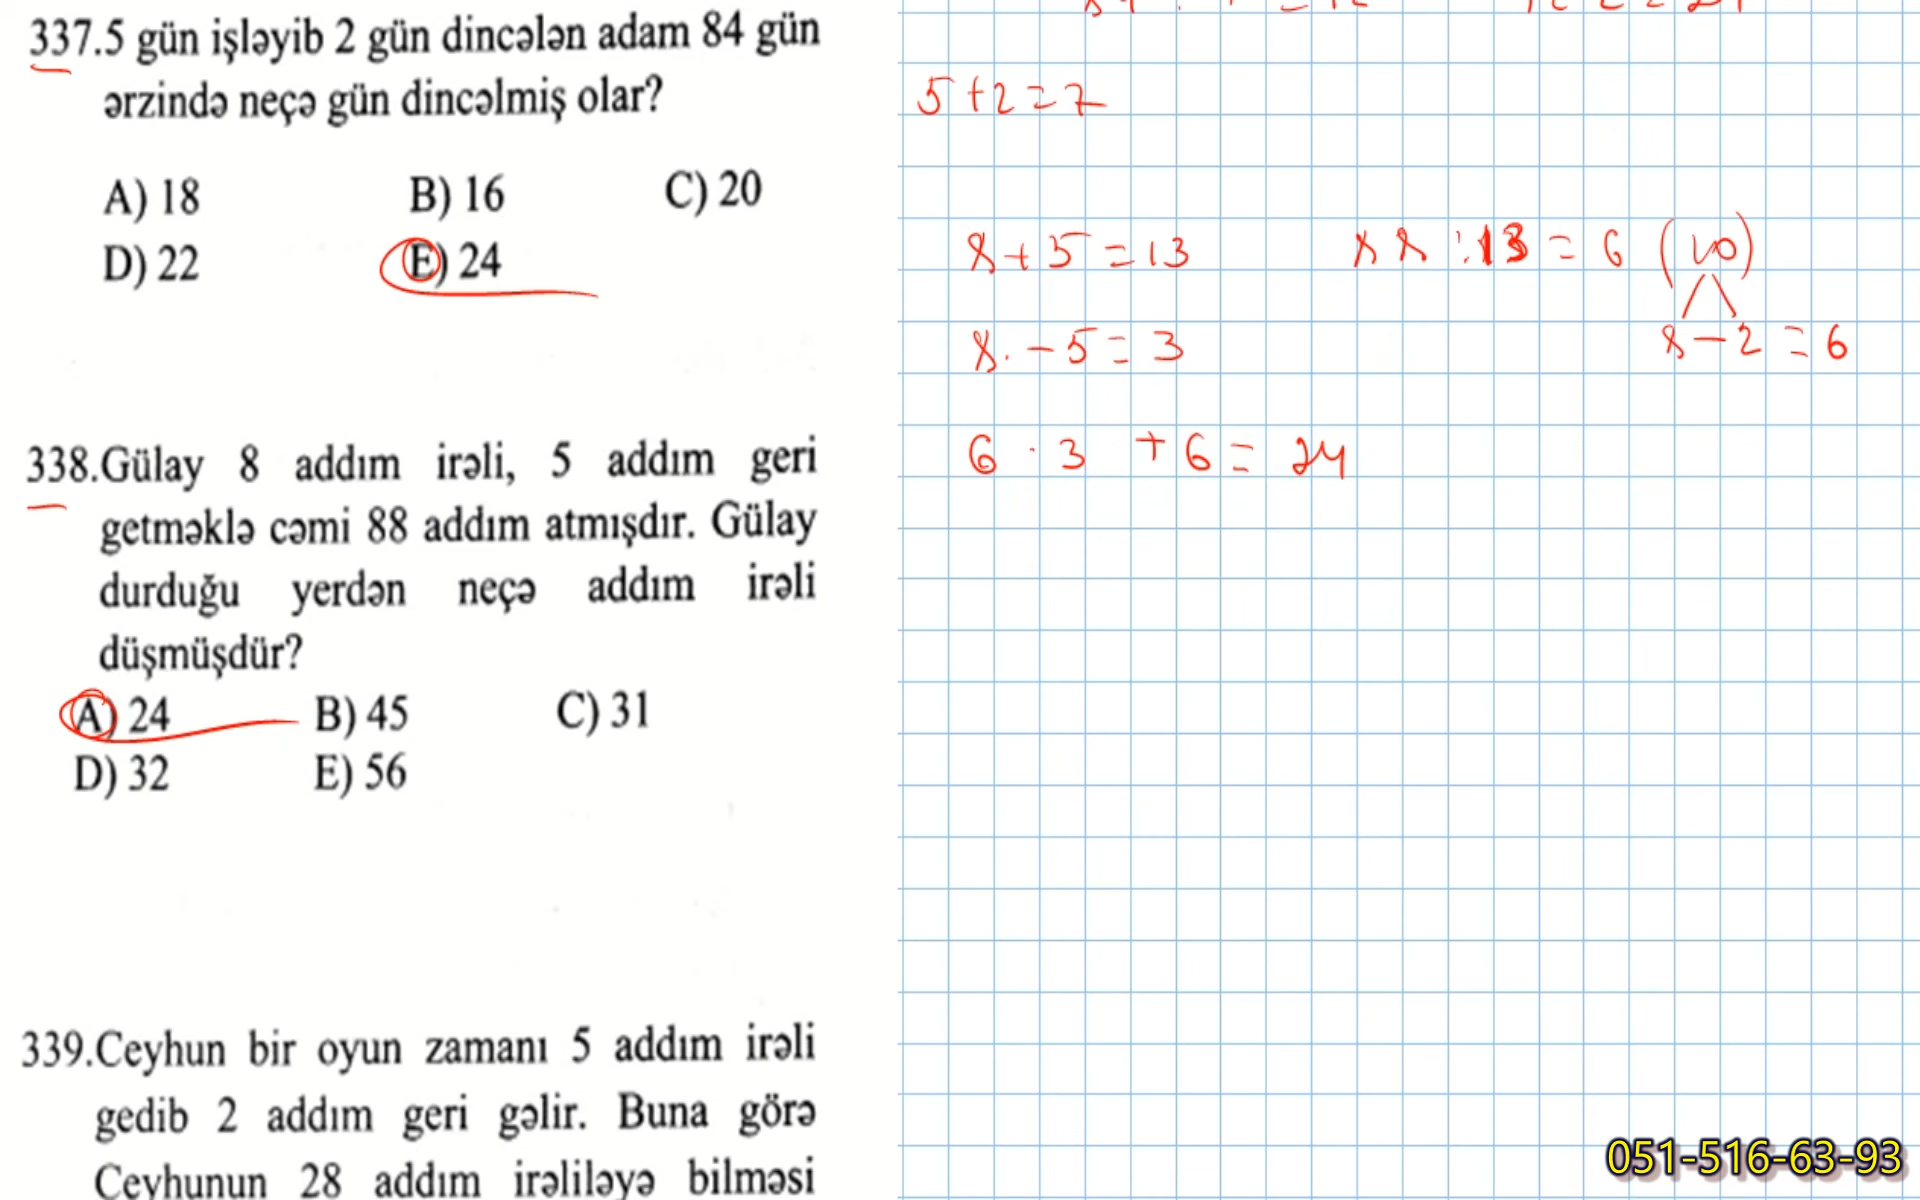 337.5 gün işləyib 2 gün dincələn adam 84 gün
ərzində neçə gün dincəlmiş olar?
A) 18 B) 16 C) 20
D) 22 E) 24
338.Gülay 8 addım irəli, 5 addım geri
getməklə cəmi 88 addım atmışdır. Gülay
durduğu yerdən neçə addım irəli
düşmüşdür?
A) 24 B) 45 C) 31
D) 32 E) 56
339.Ceyhun bir oyun zamanı 5 addım irəli
gedib 2 addım geri gəlir. Buna görə
Ceyhunun 28 addım irəliləyə bilməsi
5+2=7
8+5=13 88:13=6 (10)
8-2=6
8.-5=3
6·3+6=24
051-516-63-93